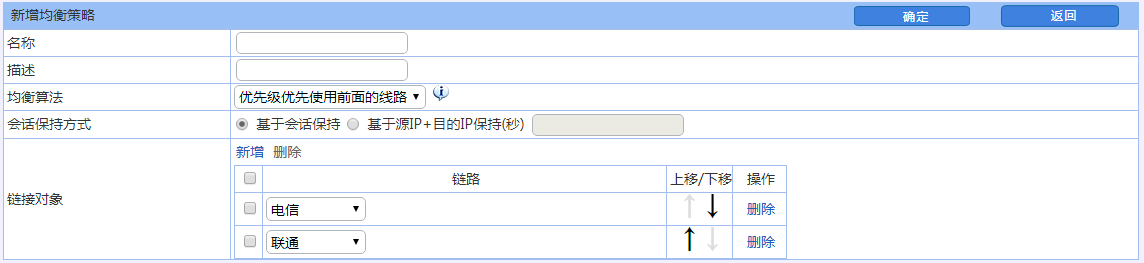 新增均衡策略 确定 返回
名称
描述
均衡算法 优先级优先使用前面的线路
会话保持方式 基于会话保持 基于源IP+目的IP保持(秒)
新增 删除
链接对象
链路 上移/下移 操作
电信 删除
联通 删除